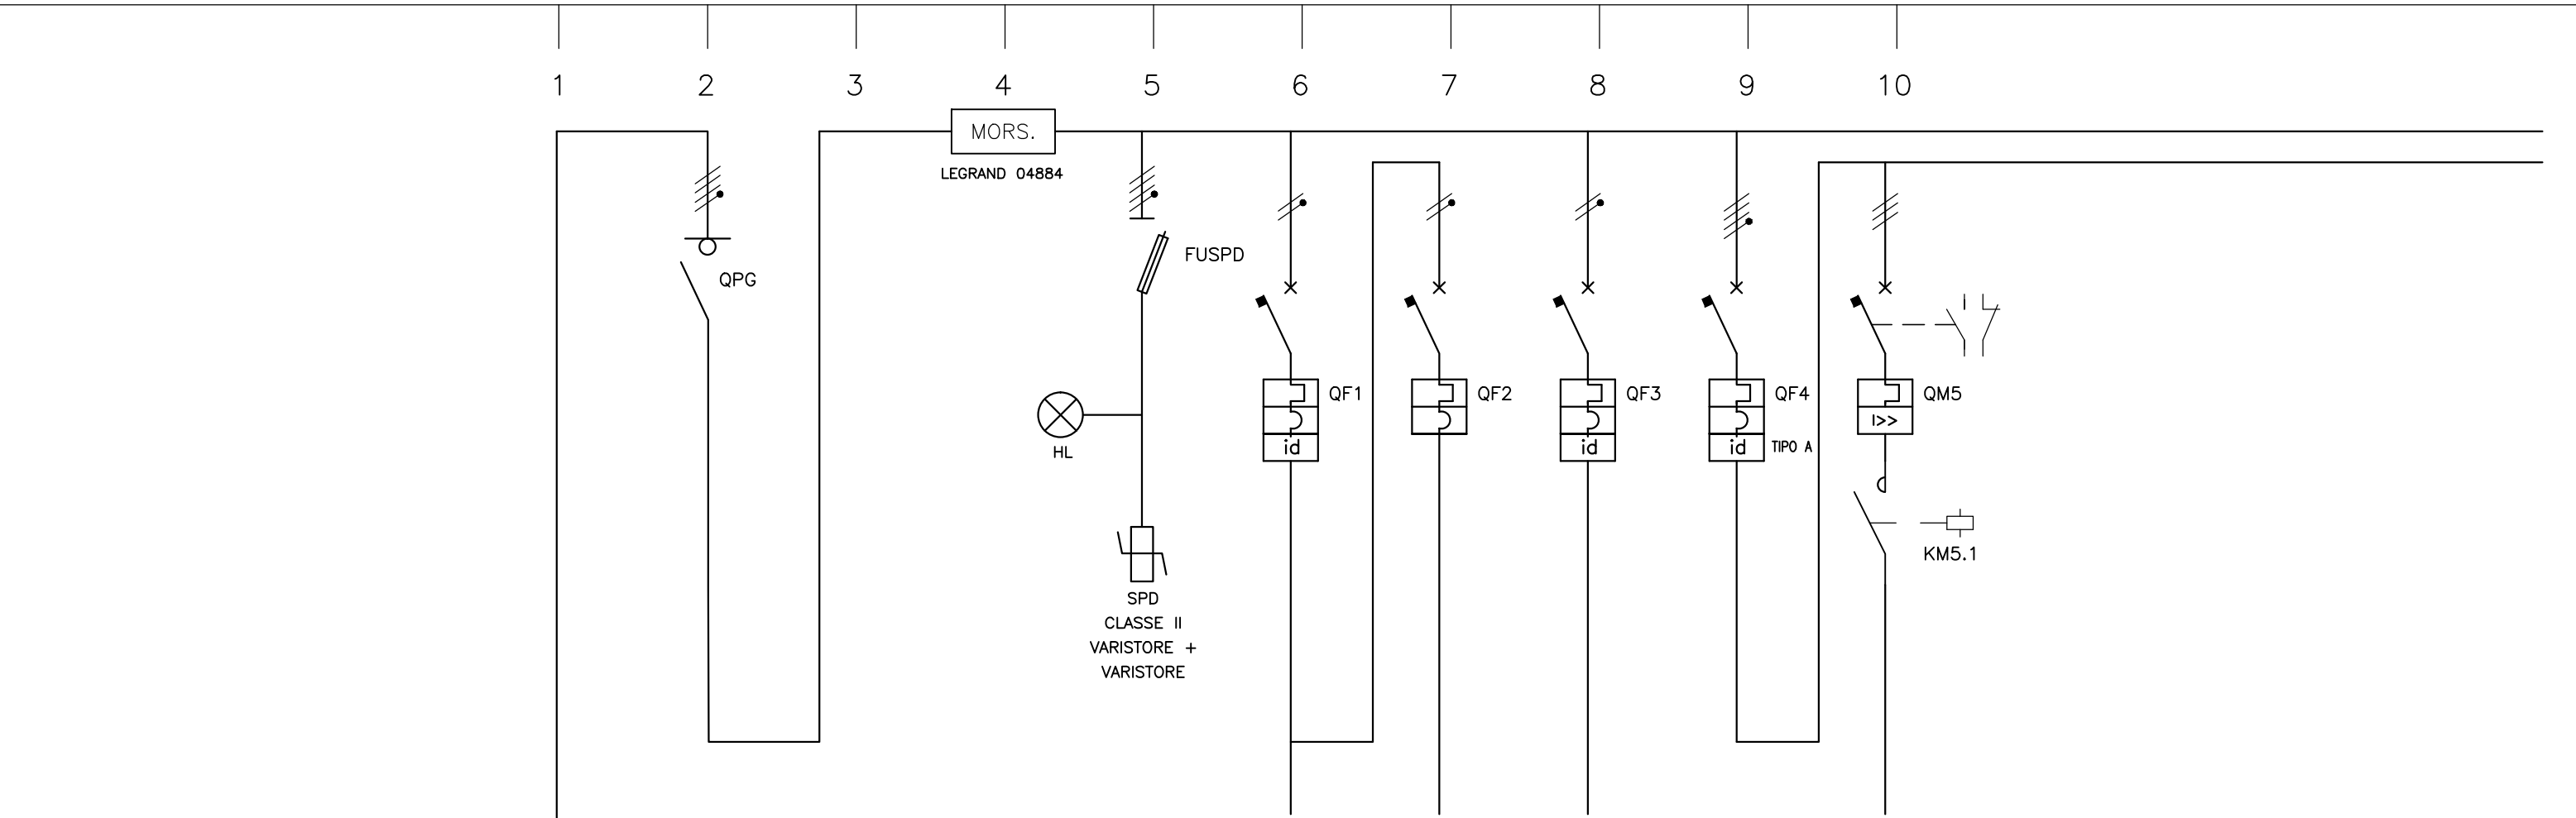 1 2 3 4 5 6 7 8 9 10
MORS.
LEGRAND 04884
QPG
FUSPD
HL
SPD
CLASSE II
VARISTORE +
VARISTORE
QF1
id
QF2
QF3
id
QF4
id TIPO A
QM5
I>>
KM5.1